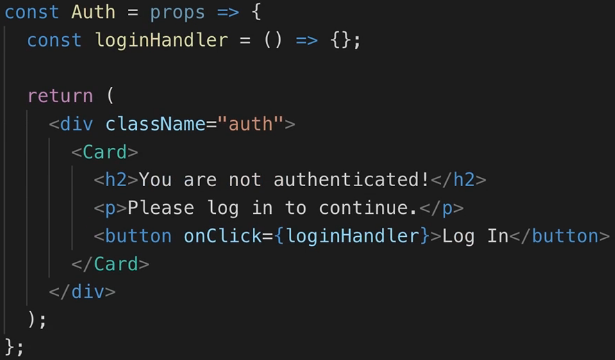 const Auth = props => {
  const loginHandler = () => {};

  return (
    <div className="auth">
      <Card>
        <h2>You are not authenticated!</h2>
        <p>Please log in to continue.</p>
        <button onClick={loginHandler}>Log In</button>
      </Card>
    </div>
  );
};